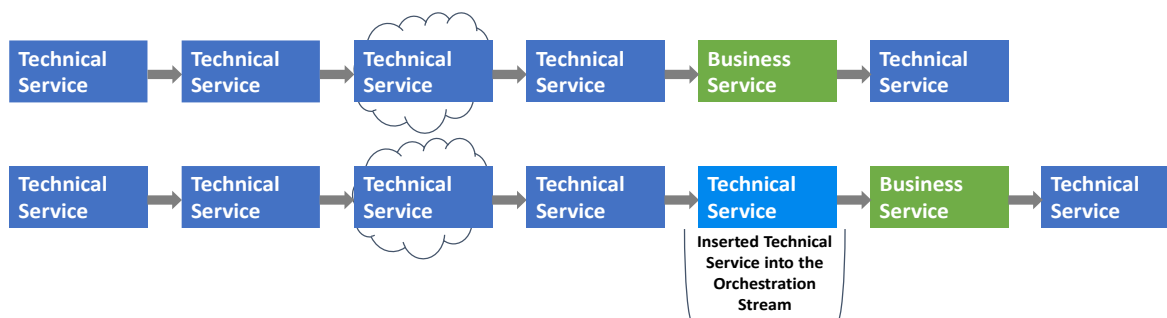 Technical
Service
Technical
Service
Technical
Service
Technical
Service
Business
Service
Technical
Service
Technical
Service
Technical
Service
Technical
Service
Technical
Service
Technical
Service
Business
Service
Technical
Service
Inserted Technical
Service into the
Orchestration
Stream